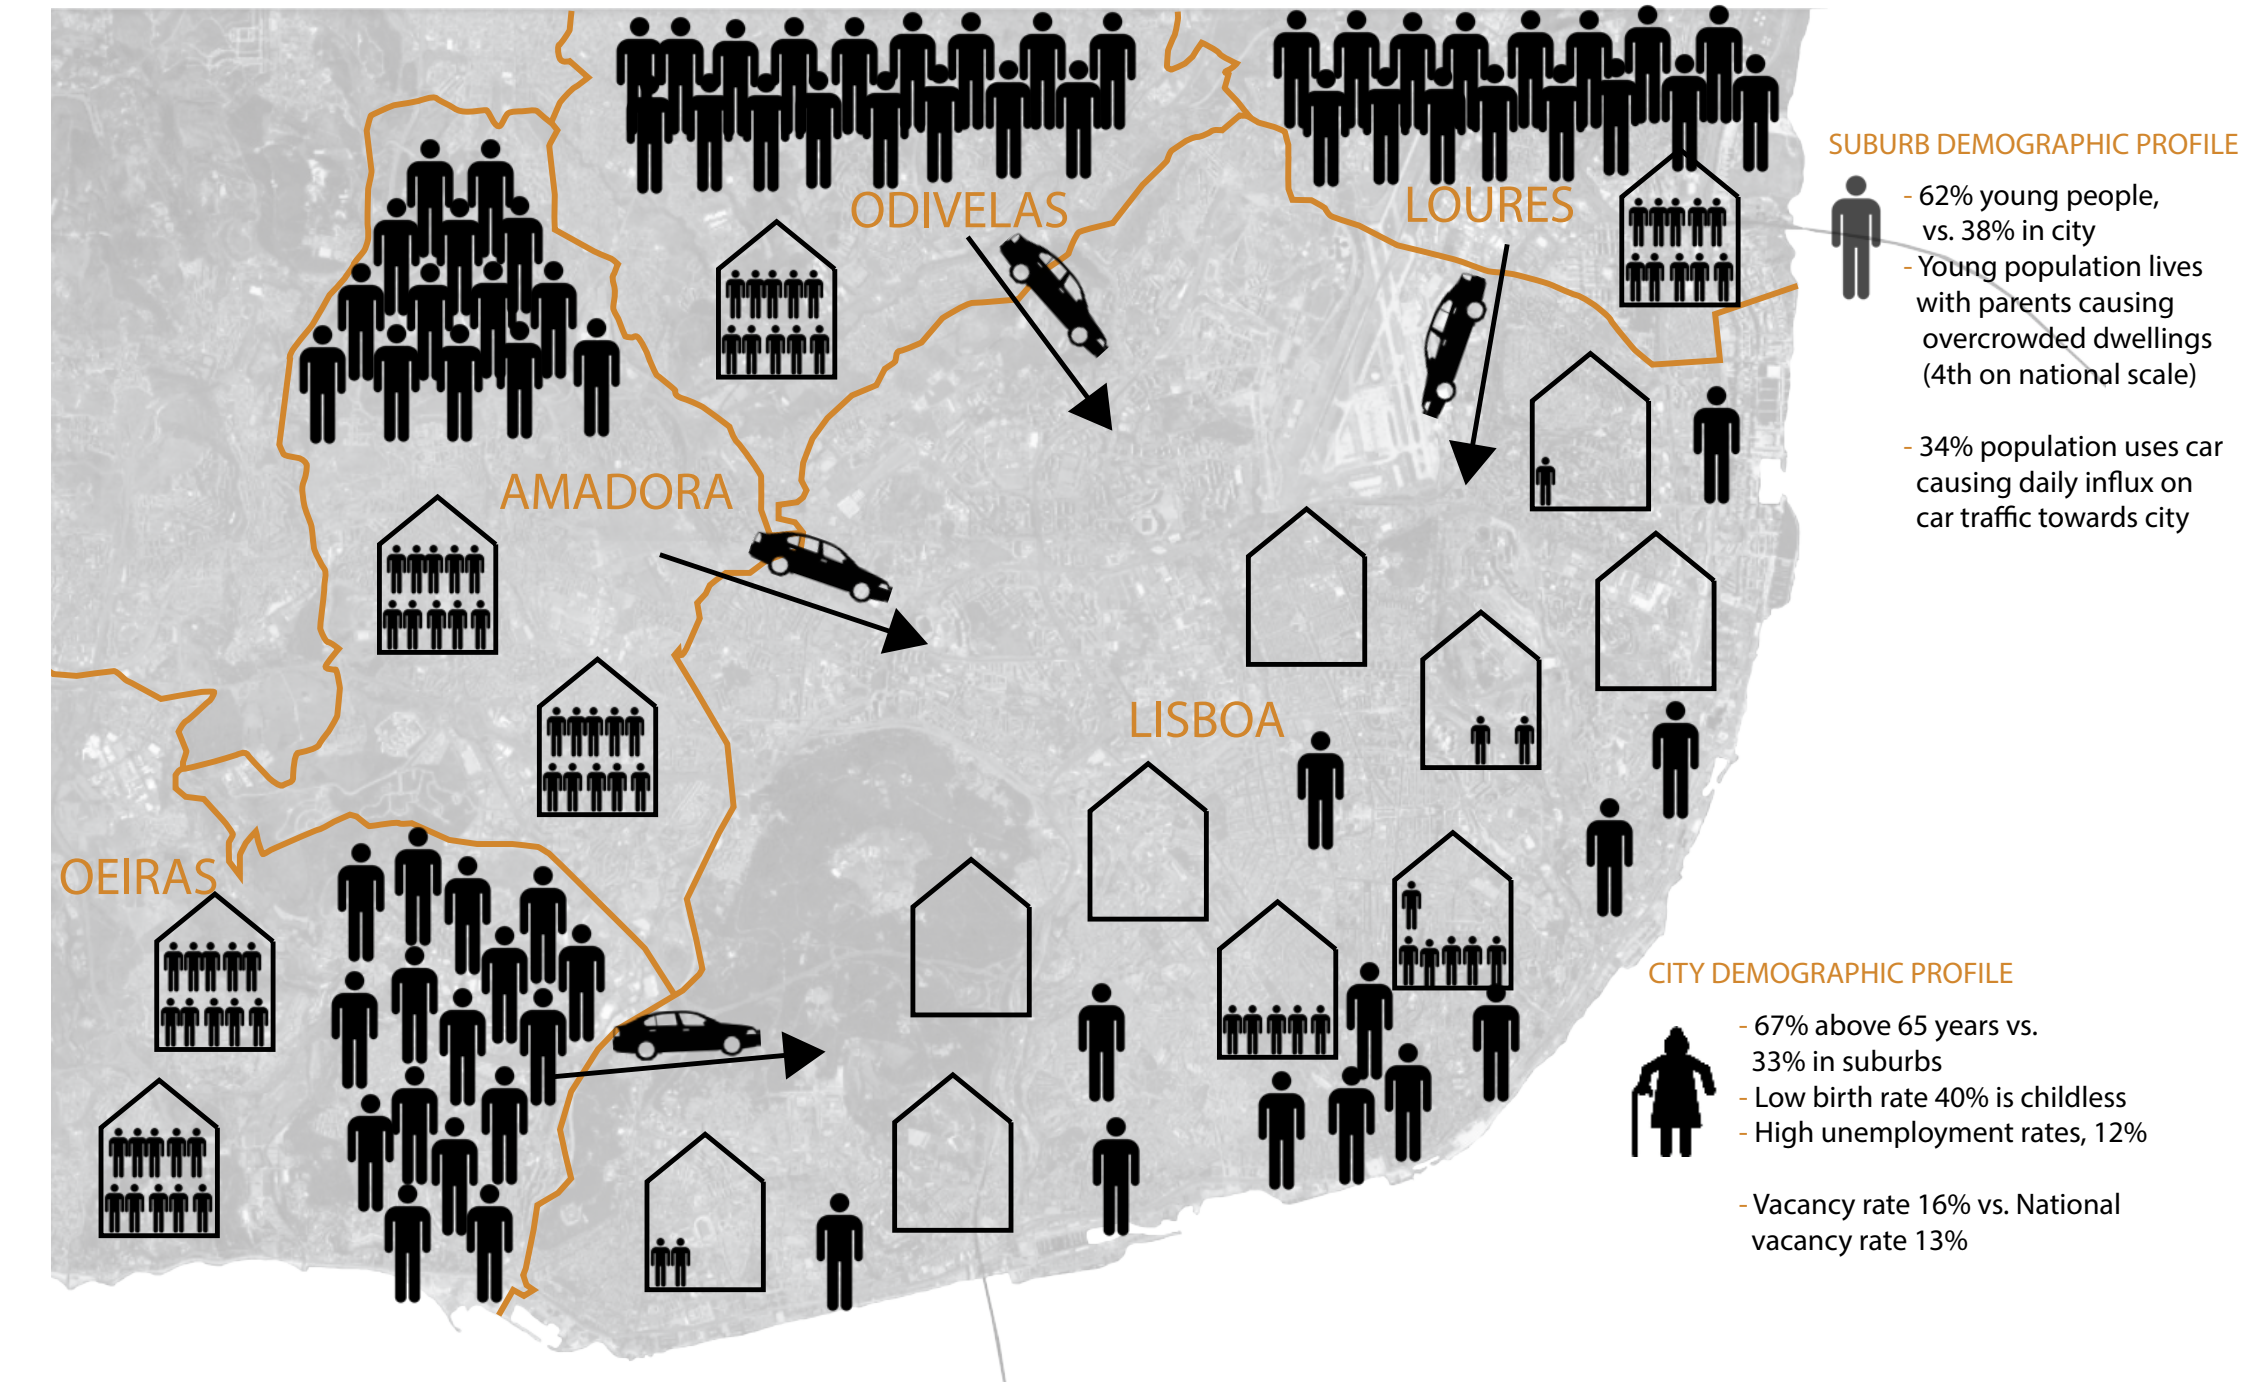 ODIVELAS
LOURES
AMADORA
LISBOA
OEIRAS
SUBURB DEMOGRAPHIC PROFILE
- 62% young people,
vs. 38% in city
- Young population lives
with parents causing
overcrowded dwellings
(4th on national scale)
- 34% population uses car
causing daily influx on
car traffic towards city
CITY DEMOGRAPHIC PROFILE
- 67% above 65 years vs.
33% in suburbs
- Low birth rate 40% is childless
- High unemployment rates, 12%
- Vacancy rate 16% vs. National
vacancy rate 13%